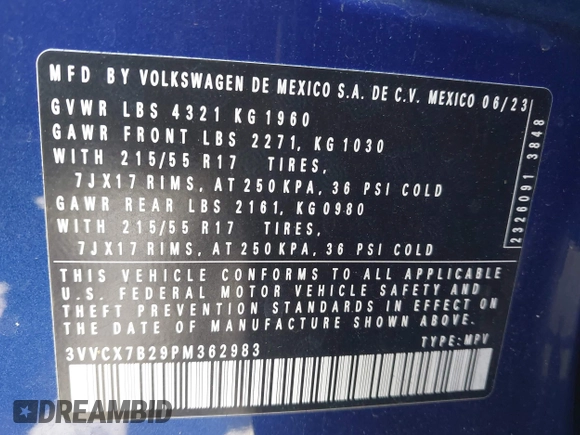 MFD BY VOLKSWAGEN DE MEXICO S.A. DE C.V. MEXICO 06/23
GVWR LBS 4321 KG 1960
GAWR FRONT LBS 2271, KG 1030
WITH 215/55 R17 TIRES,
7JX17 RIMS, AT 250 KPA, 36 PSI COLD
GAWR REAR LBS 2161, KG 0980
WITH 215/55 R17 TIRES,
7JX17 RIMS, AT 250 KPA, 36 PSI COLD
2326091 3848
THIS VEHICLE CONFORMS TO ALL APPLICABLE
U.S. FEDERAL MOTOR VEHICLE SAFETY AND
THEFT PREVENTION STANDARDS IN EFFECT ON
THE DATE OF MANUFACTURE SHOWN ABOVE.
3VVCX7B29PM362983 TYPE:MPV
DREAMBID